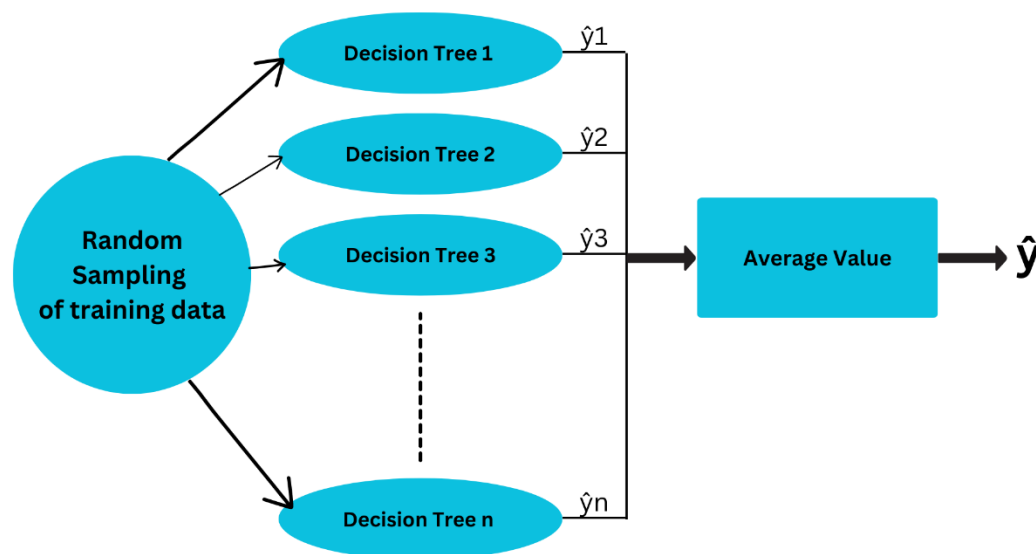 Decision Tree 1
ŷ1
Decision Tree 2
ŷ2
Random
Sampling
of training data
Decision Tree 3
ŷ3
Average Value
ŷ
Decision Tree n
ŷn